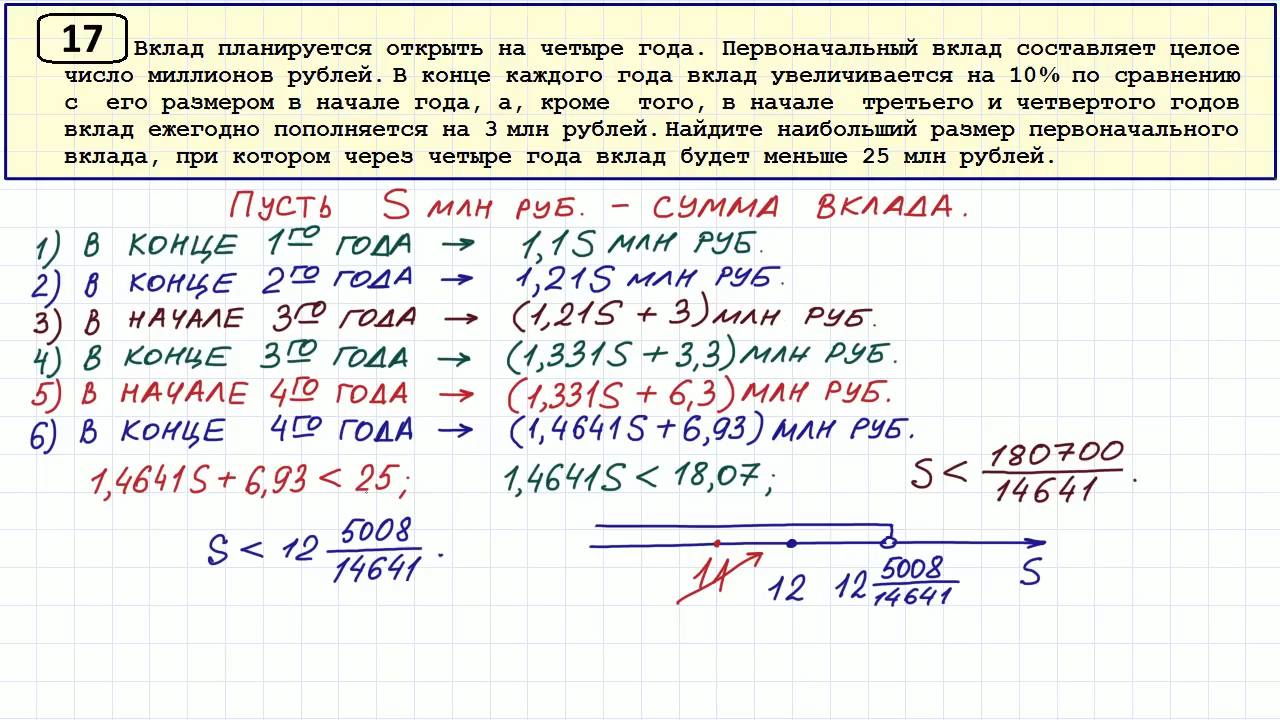 17 Вклад планируется открыть на четыре года. Первоначальный вклад составляет целое
число миллионов рублей. В конце каждого года вклад увеличивается на 10% по сравнению
с его размером в начале года, а, кроме того, в начале третьего и четвертого годов
вклад ежегодно пополняется на 3 млн рублей. Найдите наибольший размер первоначального
вклада, при котором через четыре года вклад будет меньше 25 млн рублей.
Пусть S млн руб. – сумма вклада.
1) В конце 1го года → 1,1S млн руб.
2) В конце 2го года → 1,21S млн руб.
3) В начале 3го года → (1,21S + 3) млн руб.
4) В конце 3го года → (1,331S + 3,3) млн руб.
5) В начале 4го года → (1,331S + 6,3) млн руб.
6) В конце 4го года → (1,4641S + 6,93) млн руб.
1,4641S + 6,93 < 25; 1,4641S < 18,07; S < 180700/14641.
S < 12 5008/14641.
11 12 12 5008/14641 S